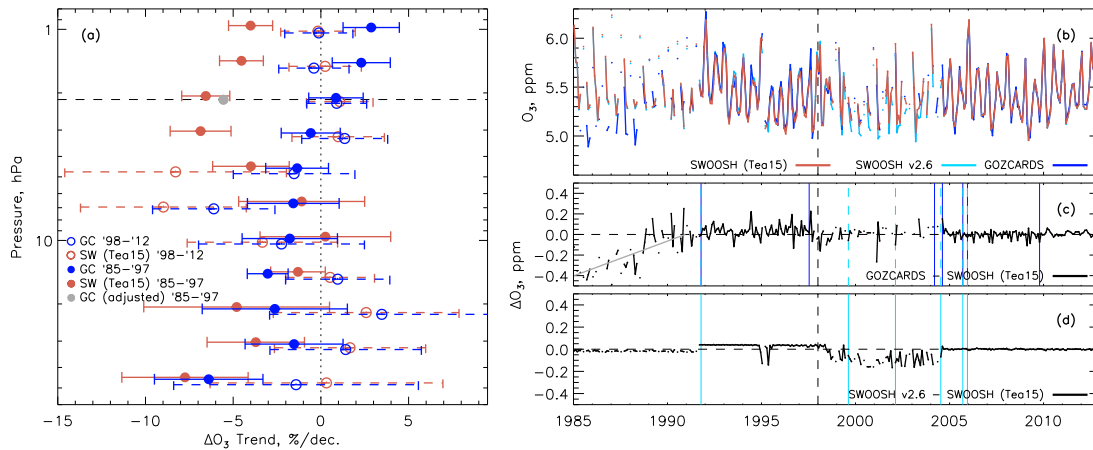 (a)
1
10
Pressure, hPa
GC '98−'12
SW (Tea15) '98−'12
GC '85−'97
SW (Tea15) '85−'97
GC (adjusted) '85−'97
−15 −10 −5 0 5
ΔO₃ Trend, %/dec.
(b)
6.0
5.5
5.0
O₃, ppm
SWOOSH (Tea15) SWOOSH v2.6 GOZCARDS
(c)
0.4
0.2
0.0
−0.2
−0.4
GOZCARDS − SWOOSH (Tea15)
ΔO₃, ppm
(d)
0.4
0.2
0.0
−0.2
−0.4
SWOOSH v2.6 − SWOOSH (Tea15)
1985 1990 1995 2000 2005 2010